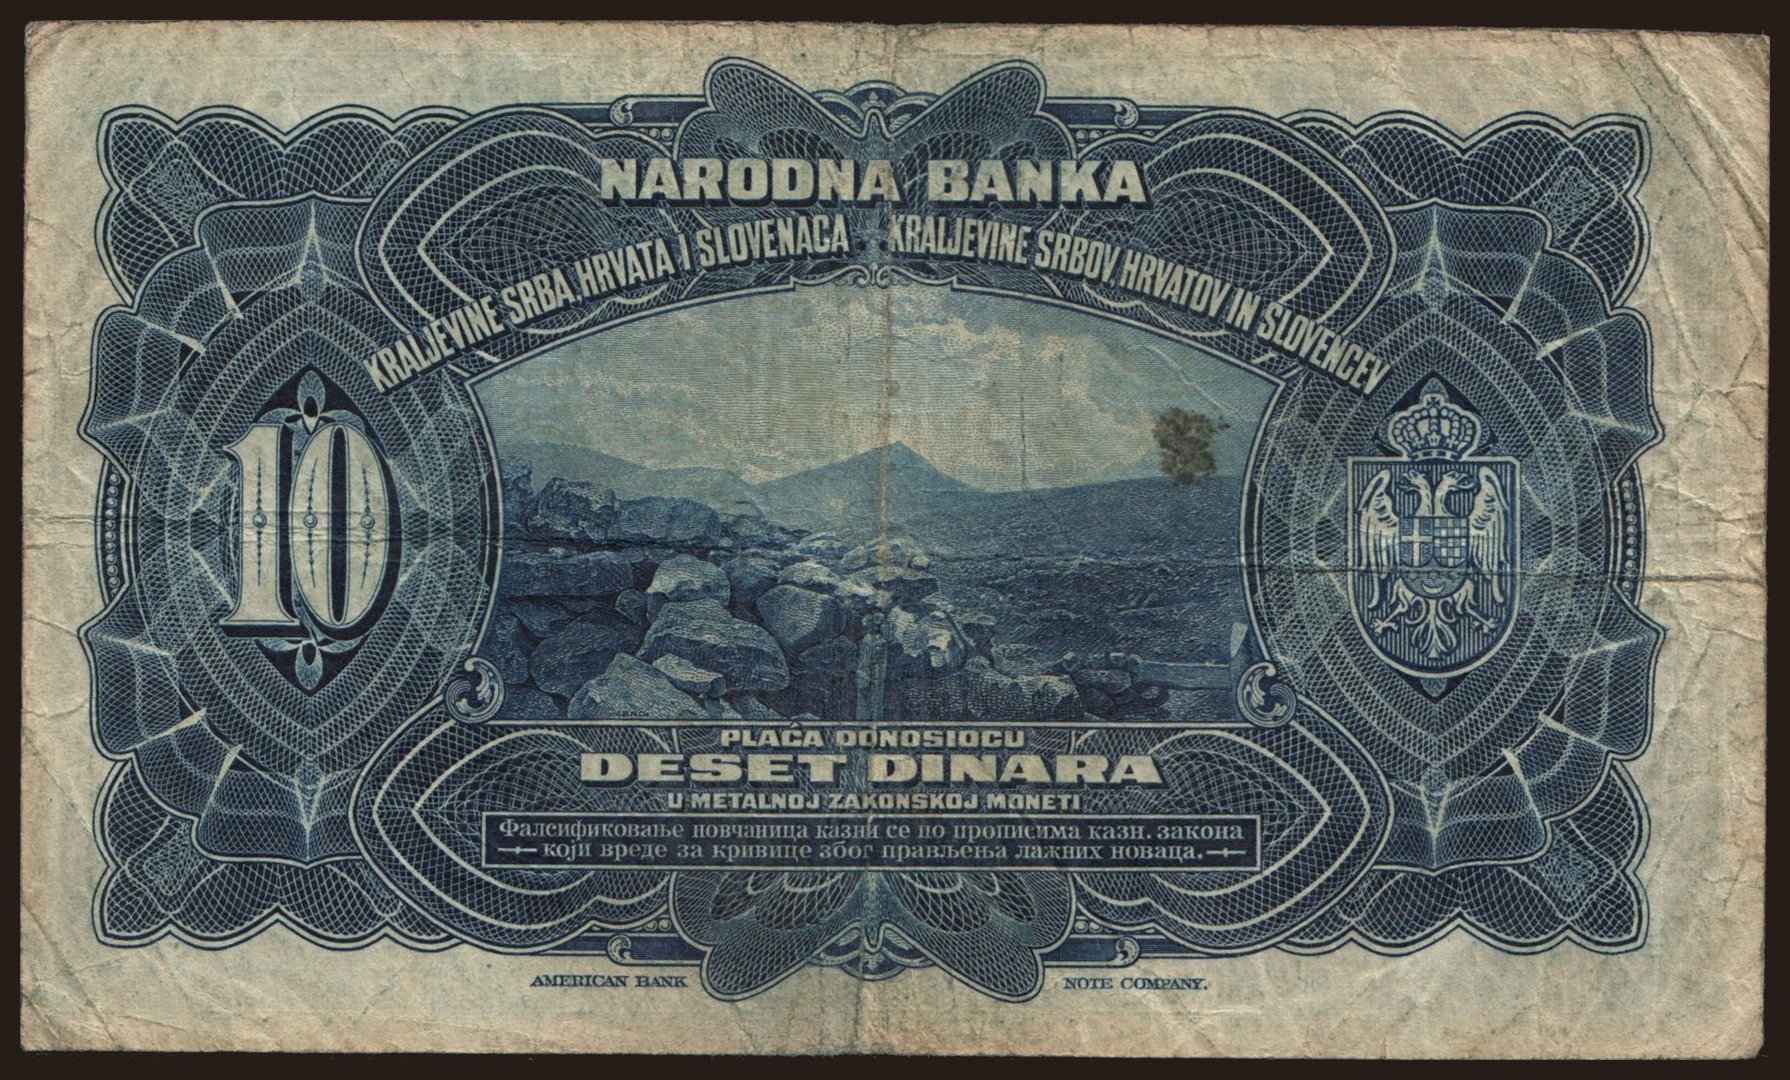 NARODNA BANKA
KRALJEVINE SRBA, HRVATA I SLOVENACA KRALJEVINE SRBOV, HRVATOV IN SLOVENCEV
10
PLAĆA DONOSIOCU
DESET DINARA
U METALNOJ ZAKONSKOJ MONETI
Фалсификовање новчаница казни се по прописима казн. закона
који вреде за кривице због прављења лажних новаца.
AMERICAN BANK NOTE COMPANY.